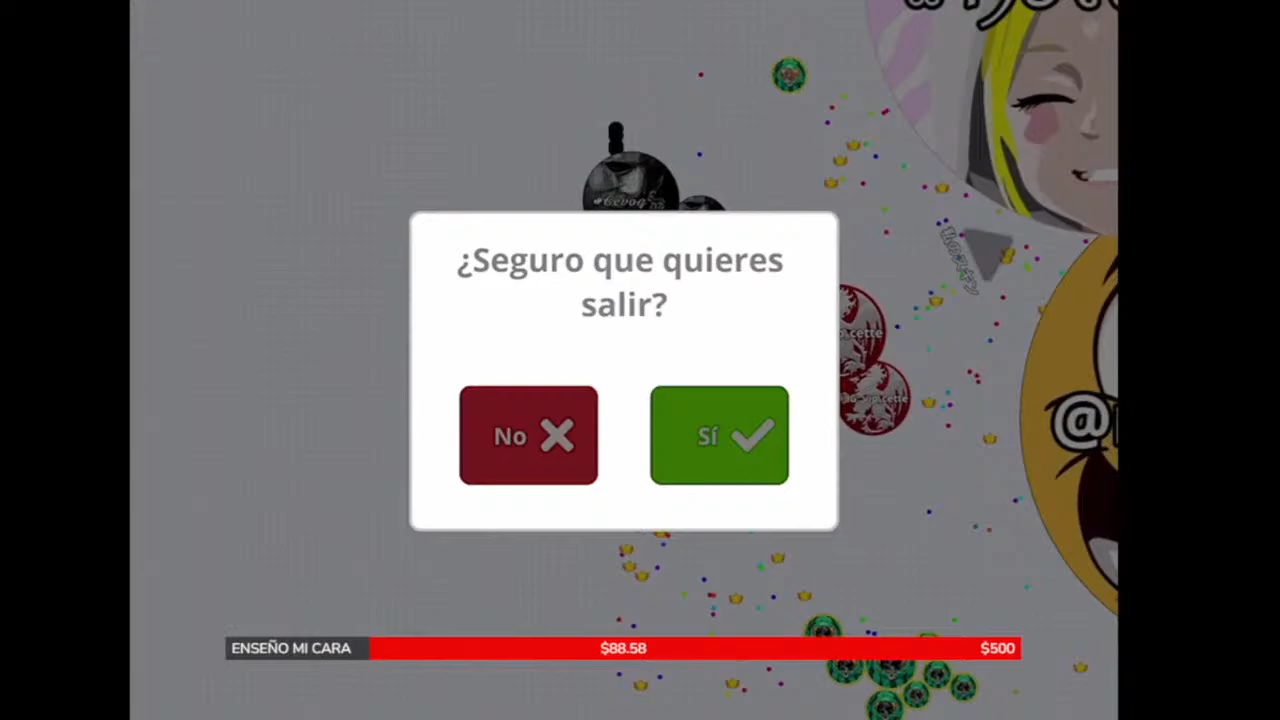 ¿Seguro que quieres
salir?
No
Sí
ENSEÑO MI CARA
$88.58
$500